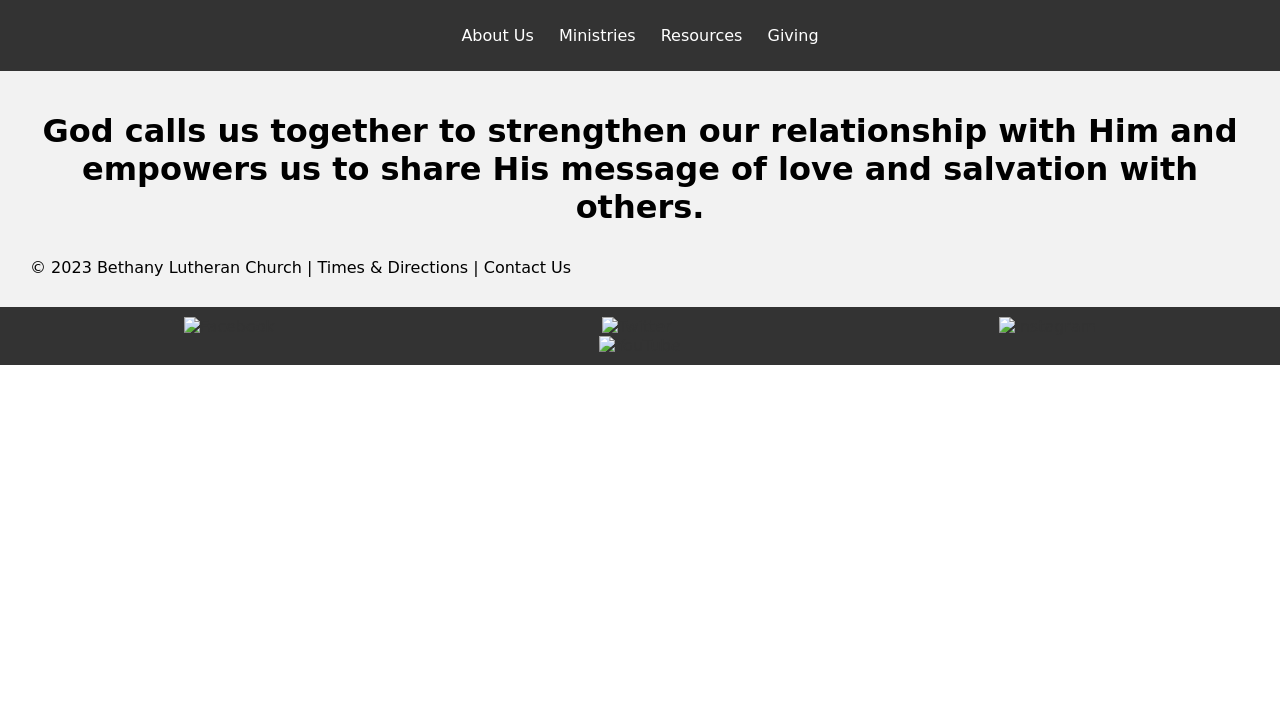 About Us Ministries Resources Giving
God calls us together to strengthen our relationship with Him and
empowers us to share His message of love and salvation with
others.
© 2023 Bethany Lutheran Church | Times & Directions | Contact Us